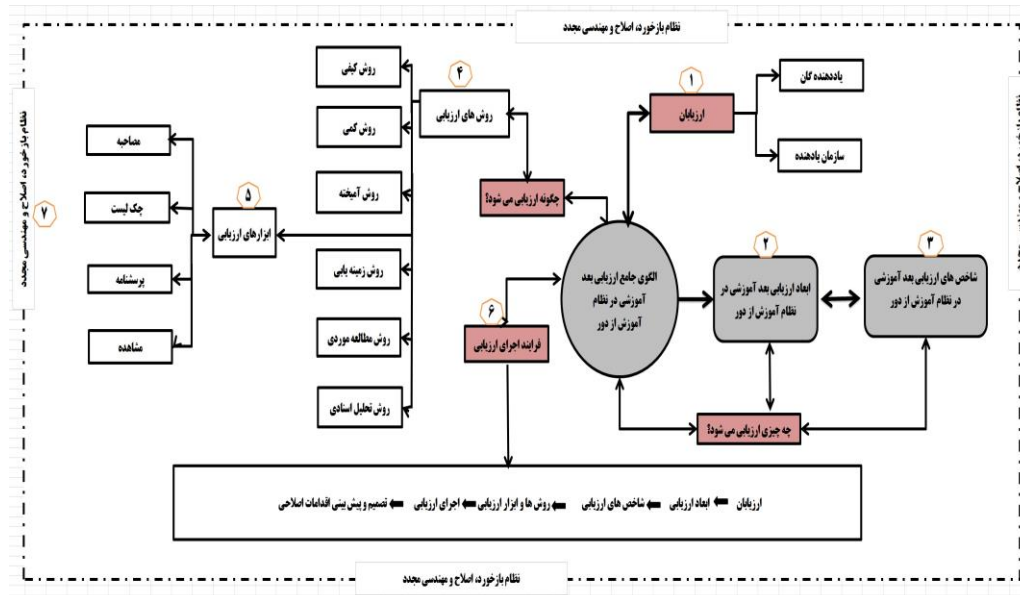 نظام بازخورد، اصلاح و مهندسی مجدد
۱
ارزیابان
یاددهنده گان
سازمان یاددهنده
۲
ابعاد ارزیابی بعد آموزشی در
نظام آموزش از دور
۳
شاخص های ارزیابی بعد آموزشی
در نظام آموزش از دور
چه چیزی ارزیابی می شود؟
الگوی جامع ارزیابی بعد
آموزشی در نظام
آموزش از دور
چگونه ارزیابی می شود؟
۴
روش های ارزیابی
روش کیفی
روش کمی
روش آمیخته
روش زمینه یابی
روش مطالعه موردی
روش تحلیل اسنادی
۵
ابزارهای ارزیابی
مصاحبه
چک لیست
پرسشنامه
مشاهده
۶
فرایند اجرای ارزیابی
ارزیابان ابعاد ارزیابی شاخص های ارزیابی روش ها و ابزار ارزیابی اجرای ارزیابی تصمیم و پیش بینی اقدامات اصلاحی
۷
نظام بازخورد، اصلاح و مهندسی مجدد
نظام بازخورد، اصلاح و مهندسی مجدد